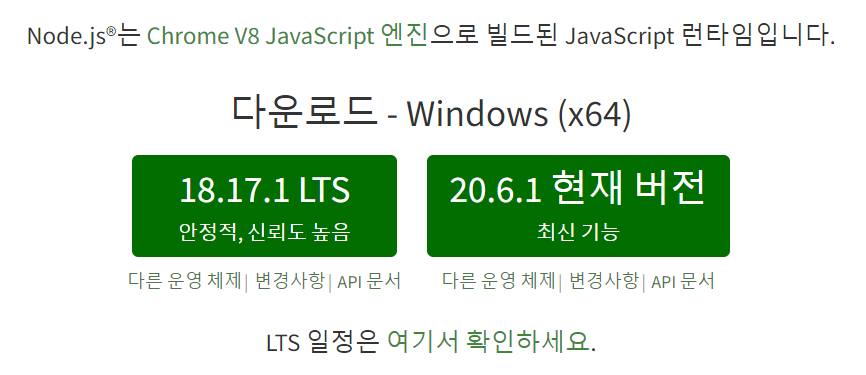 Node.js®는 Chrome V8 JavaScript 엔진으로 빌드된 JavaScript 런타임입니다.
다운로드 - Windows (x64)
18.17.1 LTS
안정적, 신뢰도 높음
20.6.1 현재 버전
최신 기능
다른 운영 체제| 변경사항| API 문서
다른 운영 체제| 변경사항| API 문서
LTS 일정은 여기서 확인하세요.